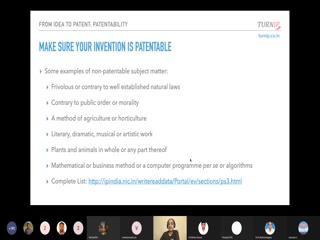 FROM IDEA TO PATENT. PATENTABILITY
TURNIP
turnip.co.in
MAKE SURE YOUR INVENTION IS PATENTABLE
Some examples of non-patentable subject matter:
Frivolous or contrary to well established natural laws
Contrary to public order or morality
A method of agriculture or horticulture
Literary, dramatic, musical or artistic work
Plants and animals in whole or any part thereof
Mathematical or business method or a computer programme per se or algorithms
Complete List: http://ipindia.nic.in/writereaddata/Portal/ev/sections/ps3.html